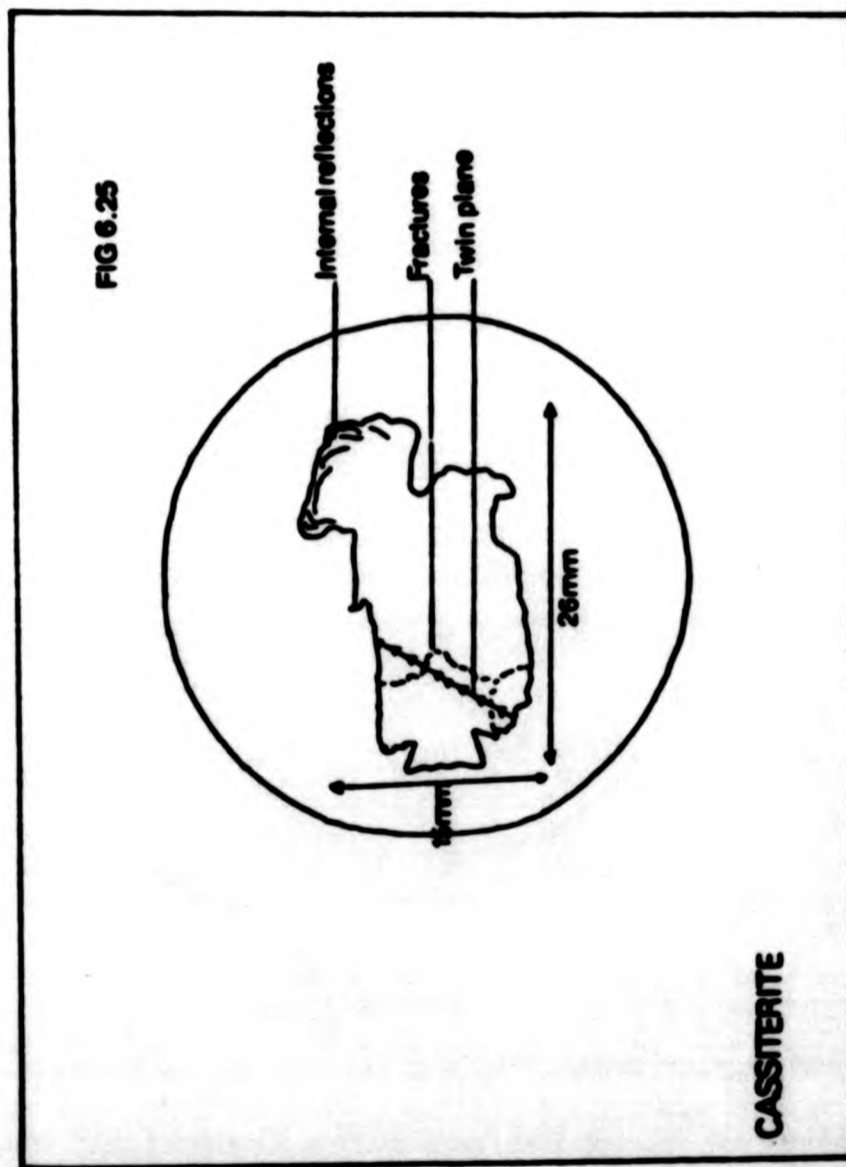 FIG 6.25
Internal reflections
Fractures
Twin plane
26mm
CASSITERITE